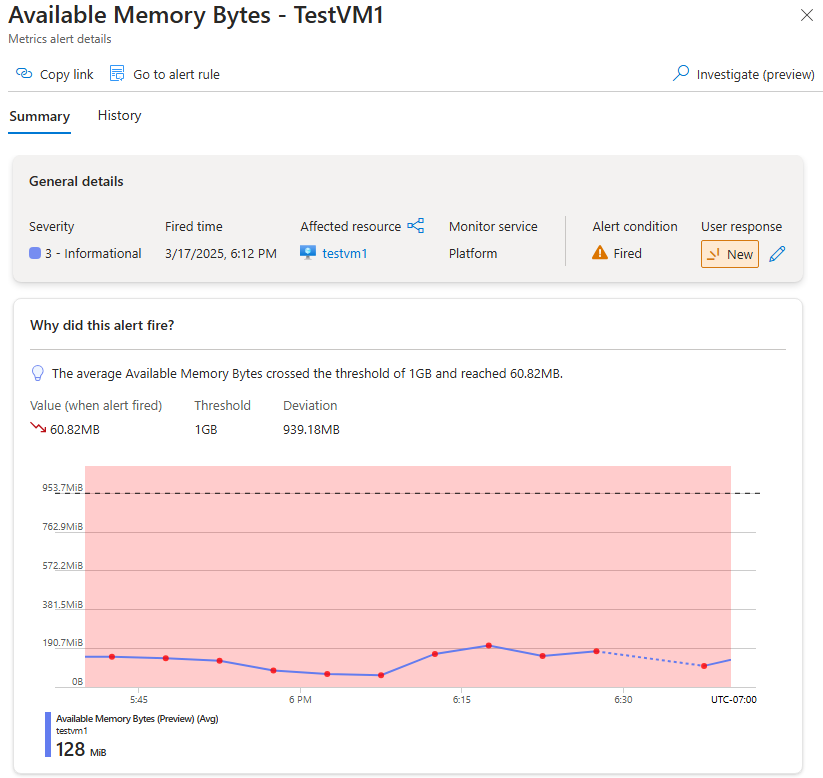 Available Memory Bytes - TestVM1
Metrics alert details
Copy link Go to alert rule Investigate (preview)
Summary History
General details
Severity Fired time Affected resource Monitor service Alert condition User response
3 - Informational 3/17/2025, 6:12 PM testvm1 Platform Fired New
Why did this alert fire?
The average Available Memory Bytes crossed the threshold of 1GB and reached 60.82MB.
Value (when alert fired) Threshold Deviation
60.82MB 1GB 939.18MB
953.7MiB
762.9MiB
572.2MiB
381.5MiB
190.7MiB
0B
5:45 6 PM 6:15 6:30 UTC-07:00
Available Memory Bytes (Preview) (Avg)
testvm1
128 MiB